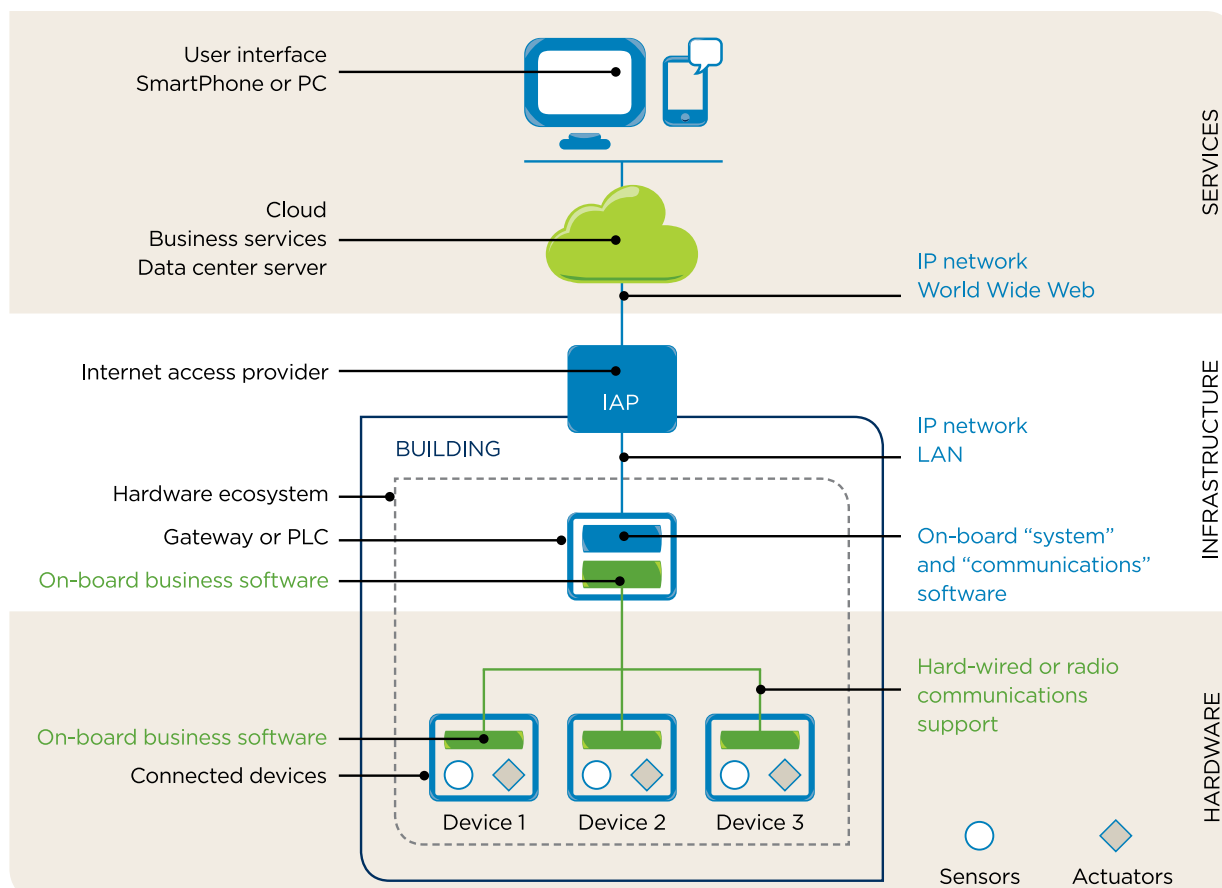 User interface
SmartPhone or PC
SERVICES
Cloud
Business services
Data center server
IP network
World Wide Web
Internet access provider
IAP
INFRASTRUCTURE
IP network
LAN
BUILDING
Hardware ecosystem
Gateway or PLC
On-board business software
On-board “system”
and “communications”
software
Hard-wired or radio
communications
support
HARDWARE
On-board business software
Connected devices
Device 1
Device 2
Device 3
Sensors
Actuators